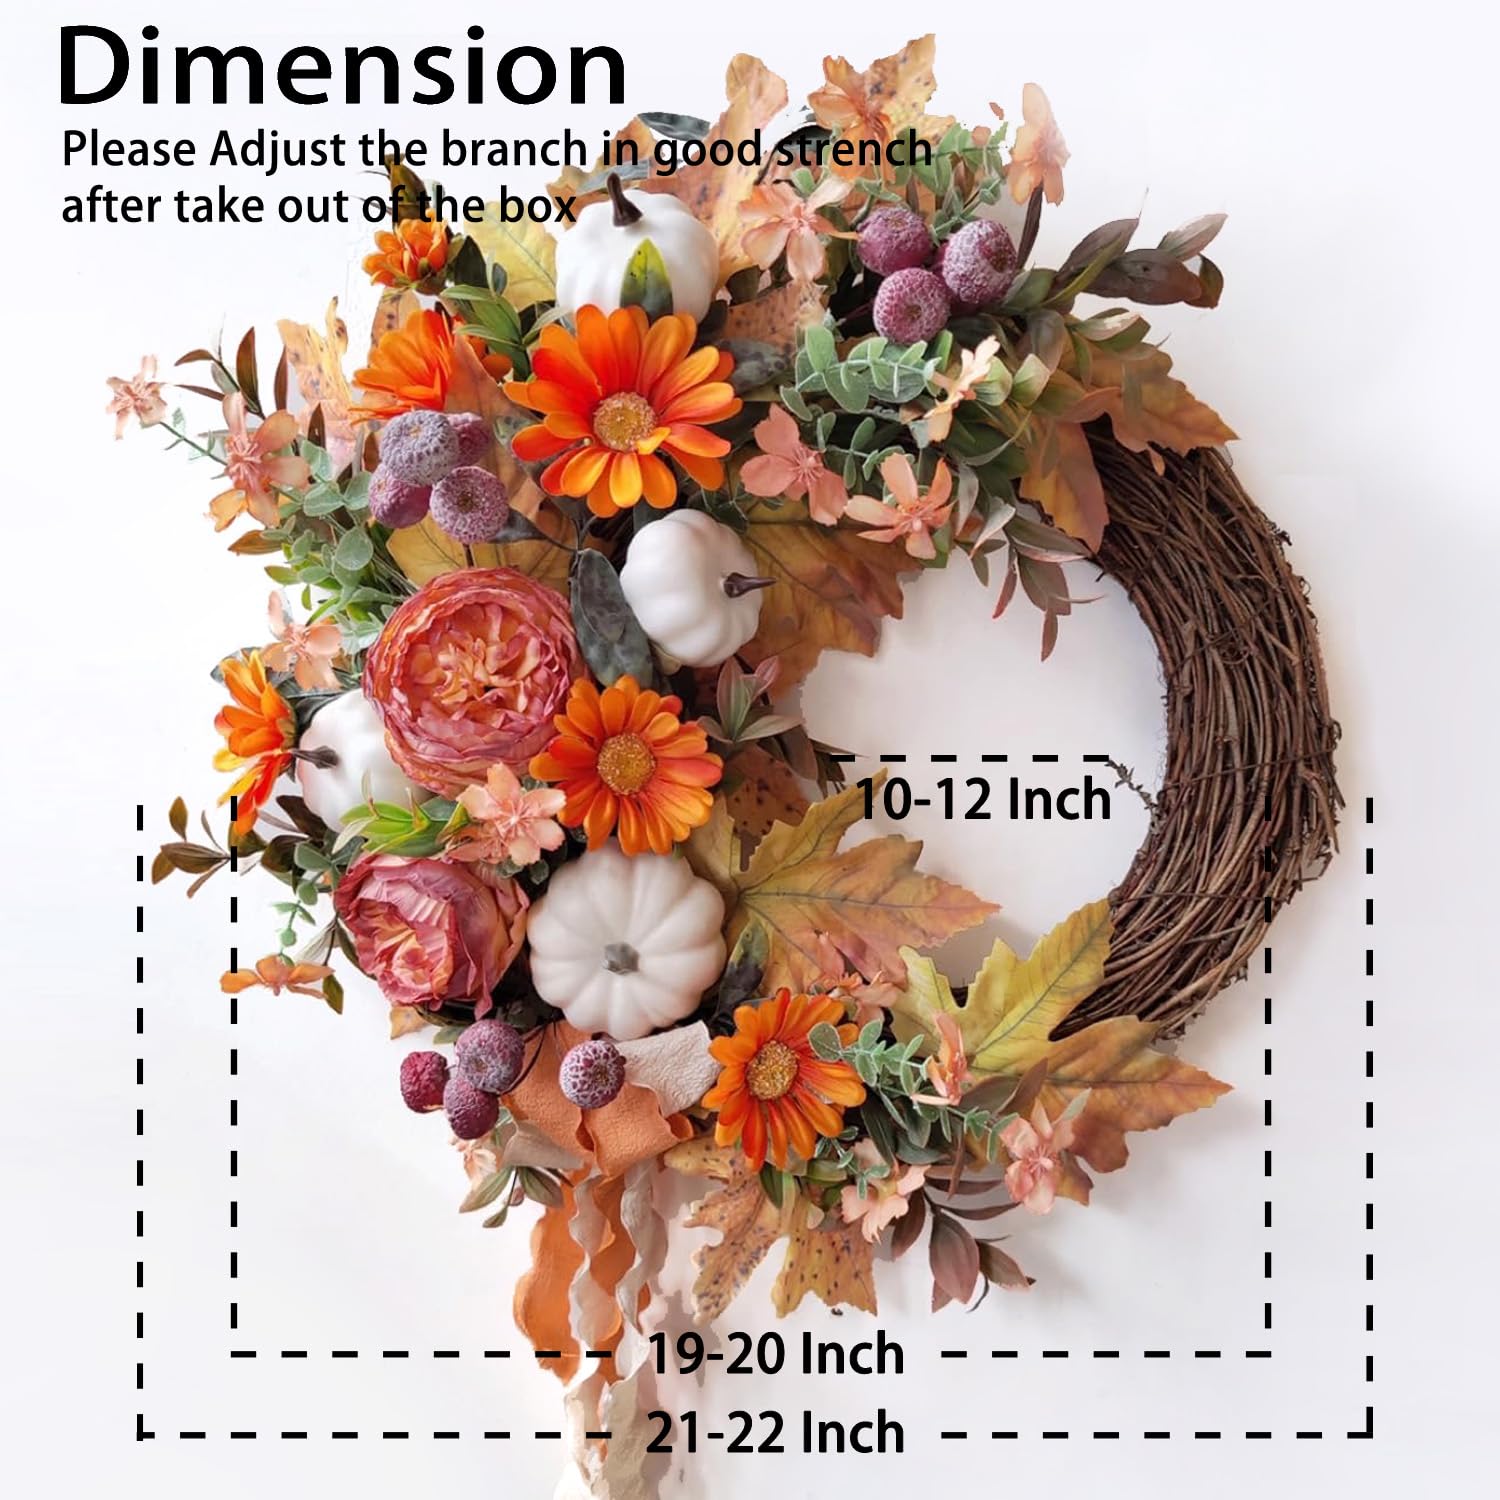 Dimension
Please Adjust the branch in good strench
after take out of the box
10-12 Inch
19-20 Inch
21-22 Inch